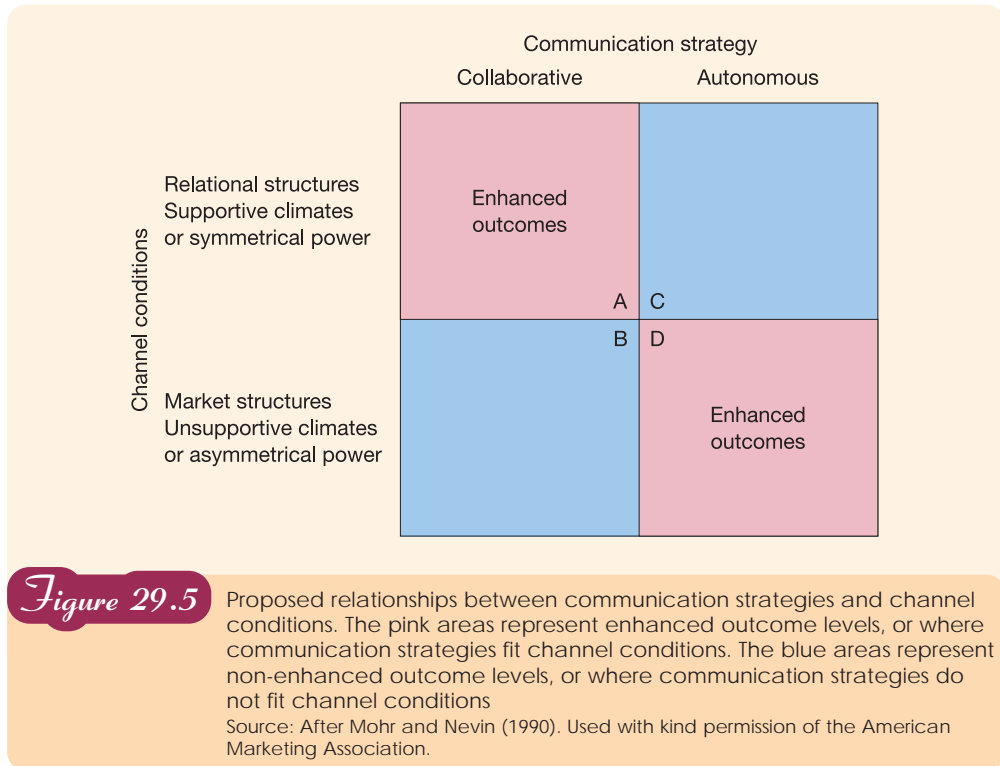 Communication strategy
Collaborative Autonomous
Channel conditions
Relational structures
Supportive climates
or symmetrical power
Enhanced
outcomes
A C
B D
Market structures
Unsupportive climates
or asymmetrical power
Enhanced
outcomes
Figure 29.5
Proposed relationships between communication strategies and channel
conditions. The pink areas represent enhanced outcome levels, or where
communication strategies fit channel conditions. The blue areas represent
non-enhanced outcome levels, or where communication strategies do
not fit channel conditions
Source: After Mohr and Nevin (1990). Used with kind permission of the American
Marketing Association.